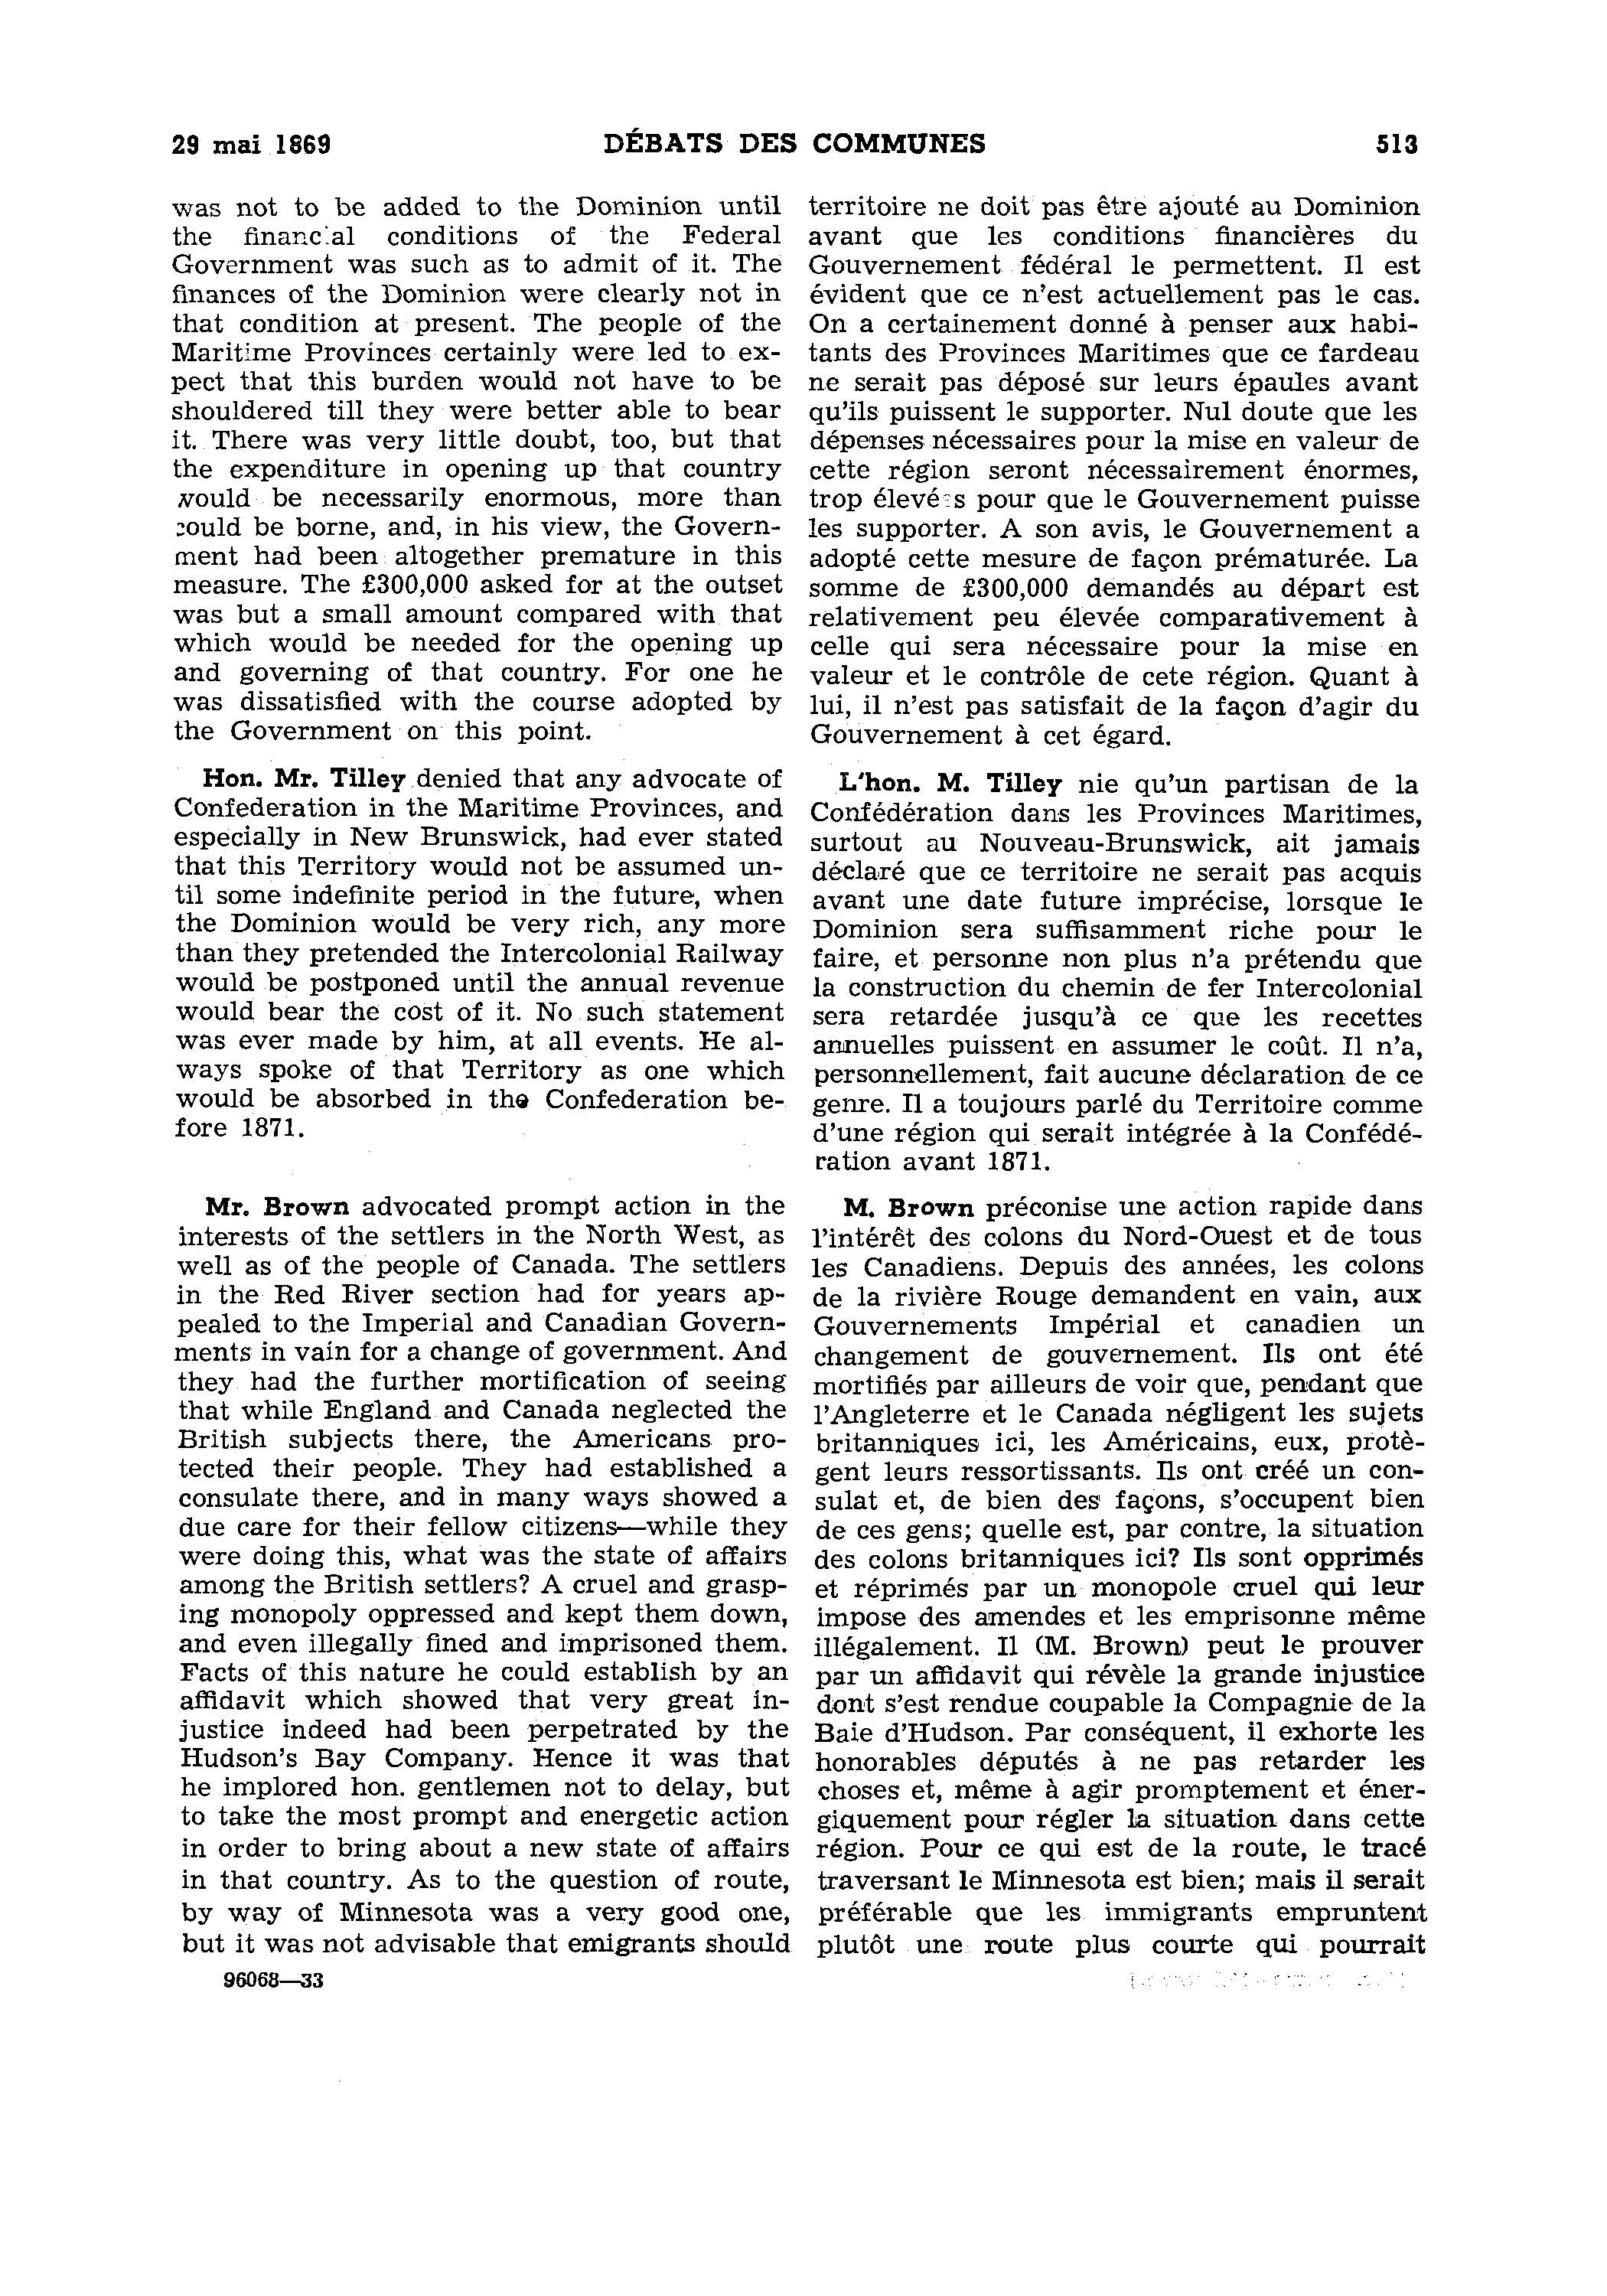 29 mai 1869 DÉBATS DES COMMUNES 513
was not to be added to the Dominion until
the financial conditions of the Federal
Government was such as to admit of it. The
finances of the Dominion were clearly not in
that condition at present. The people of the
Maritime Provinces certainly were led to ex-
pect that this burden would not have to be
shouldered till they were better able to bear
it. There was very little doubt, too, but that
the expenditure in opening up that country
would be necessarily enormous, more than
could be borne, and, in his view, the Govern-
ment had been altogether premature in this
measure. The £300,000 asked for at the outset
was but a small amount compared with that
which would be needed for the opening up
and governing of that country. For one he
was dissatisfied with the course adopted by
the Government on this point.
Hon. Mr. Tilley denied that any advocate of
Confederation in the Maritime Provinces, and
especially in New Brunswick, had ever stated
that this Territory would not be assumed un-
til some indefinite period in the future, when
the Dominion would be very rich, any more
than they pretended the Intercolonial Railway
would be postponed until the annual revenue
would bear the cost of it. No such statement
was ever made by him, at all events. He al-
ways spoke of that Territory as one which
would be absorbed in the Confederation be-
fore 1871.
Mr. Brown advocated prompt action in the
interests of the settlers in the North West, as
well as of the people of Canada. The settlers
in the Red River section had for years ap-
pealed to the Imperial and Canadian Govern-
ments in vain for a change of government. And
they had the further mortification of seeing
that while England and Canada neglected the
British subjects there, the Americans pro-
tected their people. They had established a
consulate there, and in many ways showed a
due care for their fellow citizens—while they
were doing this, what was the state of affairs
among the British settlers? A cruel and grasp-
ing monopoly oppressed and kept them down,
and even illegally fined and imprisoned them.
Facts of this nature he could establish by an
affidavit which showed that very great in-
justice indeed had been perpetrated by the
Hudson's Bay Company. Hence it was that
he implored hon. gentlemen not to delay, but
to take the most prompt and energetic action
in order to bring about a new state of affairs
in that country. As to the question of route,
by way of Minnesota was a very good one,
but it was not advisable that emigrants should
96068—33
territoire ne doit pas être ajouté au Dominion
avant que les conditions financières du
Gouvernement fédéral le permettent. Il est
évident que ce n'est actuellement pas le cas.
On a certainement donné à penser aux habi-
tants des Provinces Maritimes que ce fardeau
ne serait pas déposé sur leurs épaules avant
qu'ils puissent le supporter. Nul doute que les
dépenses nécessaires pour la mise en valeur de
cette région seront nécessairement énormes,
trop élevées pour que le Gouvernement puisse
les supporter. A son avis, le Gouvernement a
adopté cette mesure de façon prématurée. La
somme de £300,000 demandés au départ est
relativement peu élevée comparativement à
celle qui sera nécessaire pour la mise en
valeur et le contrôle de cete région. Quant à
lui, il n'est pas satisfait de la façon d'agir du
Gouvernement à cet égard.
L'hon. M. Tilley nie qu'un partisan de la
Confédération dans les Provinces Maritimes,
surtout au Nouveau-Brunswick, ait jamais
déclaré que ce territoire ne serait pas acquis
avant une date future imprécise, lorsque le
Dominion sera suffisamment riche pour le
faire, et personne non plus n'a prétendu que
la construction du chemin de fer Intercolonial
sera retardée jusqu'à ce que les recettes
annuelles puissent en assumer le coût. Il n'a,
personnellement, fait aucune déclaration de ce
genre. Il a toujours parlé du Territoire comme
d'une région qui serait intégrée à la Confédé-
ration avant 1871.
M. Brown préconise une action rapide dans
l'intérêt des colons du Nord-Ouest et de tous
les Canadiens. Depuis des années, les colons
de la rivière Rouge demandent en vain, aux
Gouvernements Impérial et canadien un
changement de gouvernement. Ils ont été
mortifiés par ailleurs de voir que, pendant que
l'Angleterre et le Canada négligent les sujets
britanniques ici, les Américains, eux, protè-
gent leurs ressortissants. Ils ont créé un con-
sulat et, de bien des façons, s'occupent bien
de ces gens; quelle est, par contre, la situation
des colons britanniques ici? Ils sont opprimés
et réprimés par un monopole cruel qui leur
impose des amendes et les emprisonne même
illégalement. Il (M. Brown) peut le prouver
par un affidavit qui révèle la grande injustice
dont s'est rendue coupable la Compagnie de la
Baie d'Hudson. Par conséquent, il exhorte les
honorables députés à ne pas retarder les
choses et, même à agir promptement et éner-
giquement pour régler la situation dans cette
région. Pour ce qui est de la route, le tracé
traversant le Minnesota est bien; mais il serait
préférable que les immigrants empruntent
plutôt une route plus courte qui pourrait